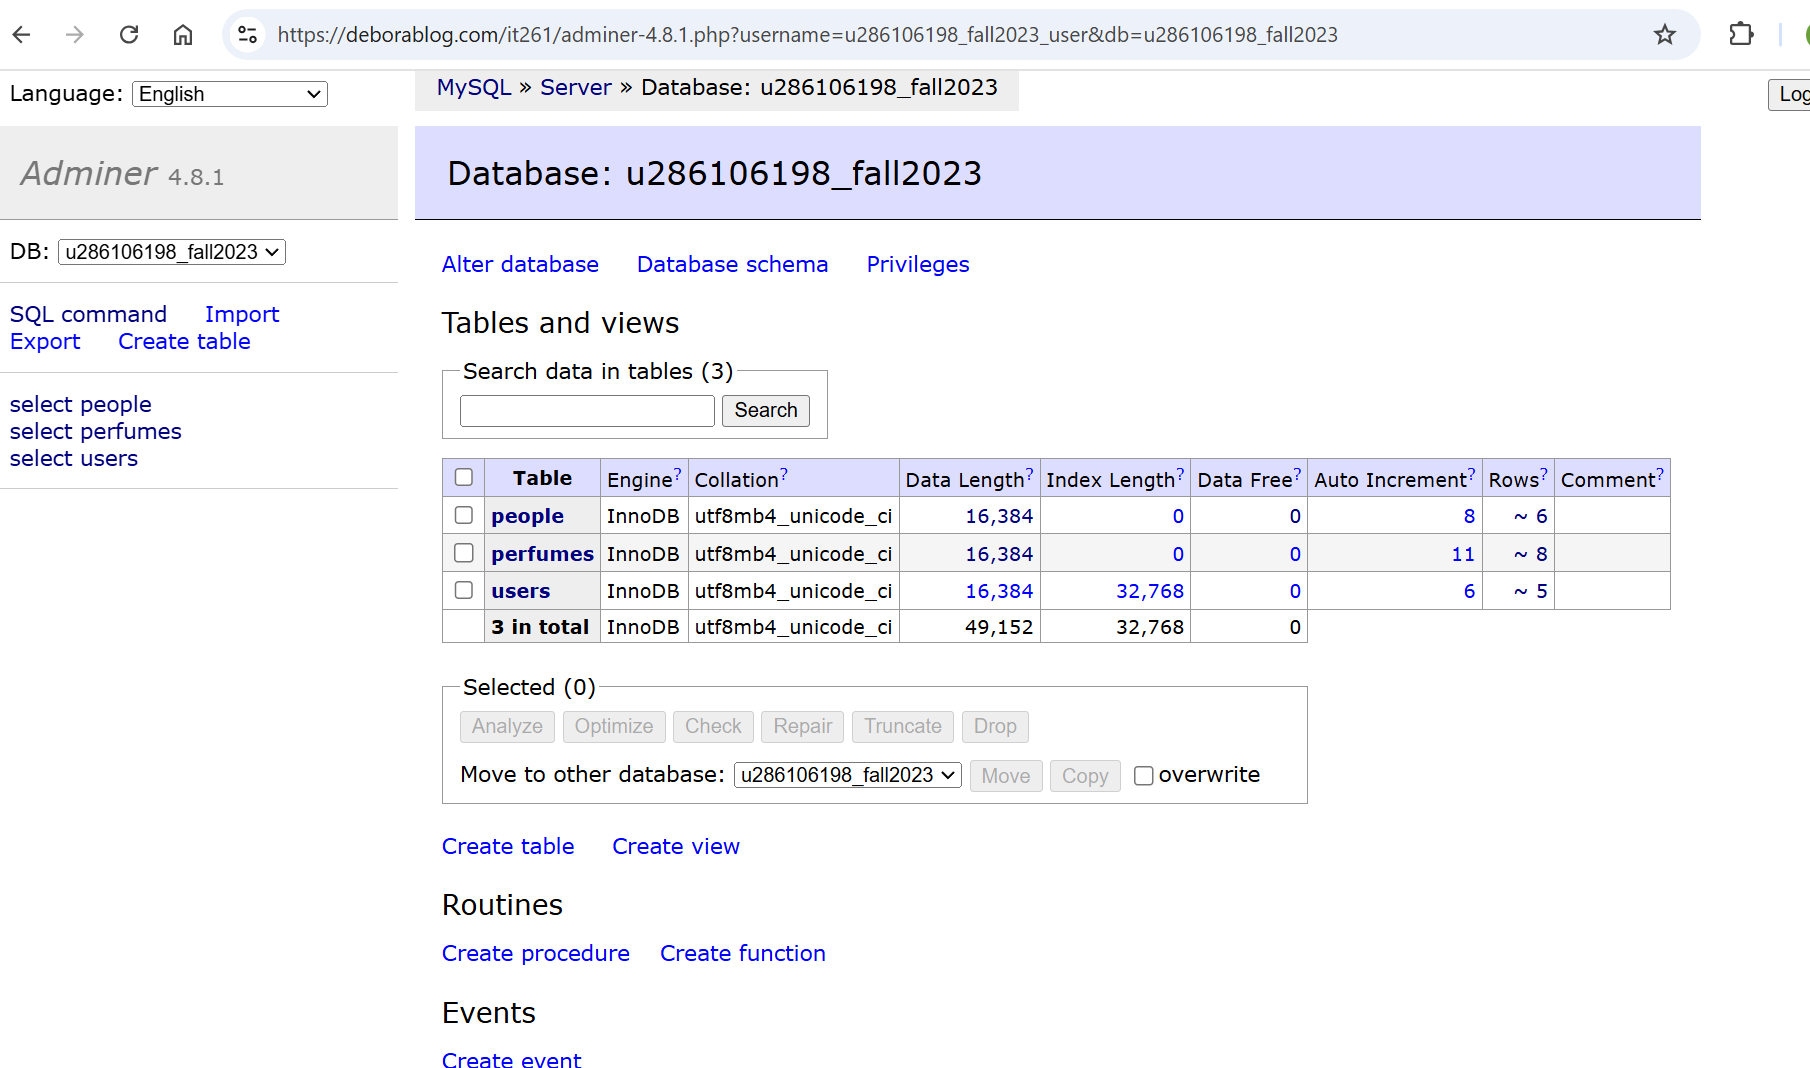 https://deborablog.com/it261/adminer-4.8.1.php?username=u286106198_fall2023_user&db=u286106198_fall2023
Language: English
MySQL » Server » Database: u286106198_fall2023
Log
Adminer 4.8.1
Database: u286106198_fall2023
DB: u286106198_fall2023
Alter database Database schema Privileges
SQL command Import
Export Create table
Tables and views
Search data in tables (3)
Search
select people
select perfumes
select users
Table Engine? Collation? Data Length? Index Length? Data Free? Auto Increment? Rows? Comment?
people InnoDB utf8mb4_unicode_ci 16,384 0 0 8 ~ 6
perfumes InnoDB utf8mb4_unicode_ci 16,384 0 0 11 ~ 8
users InnoDB utf8mb4_unicode_ci 16,384 32,768 0 6 ~ 5
3 in total InnoDB utf8mb4_unicode_ci 49,152 32,768 0
Selected (0)
Analyze Optimize Check Repair Truncate Drop
Move to other database: u286106198_fall2023 Move Copy overwrite
Create table Create view
Routines
Create procedure Create function
Events
Create event